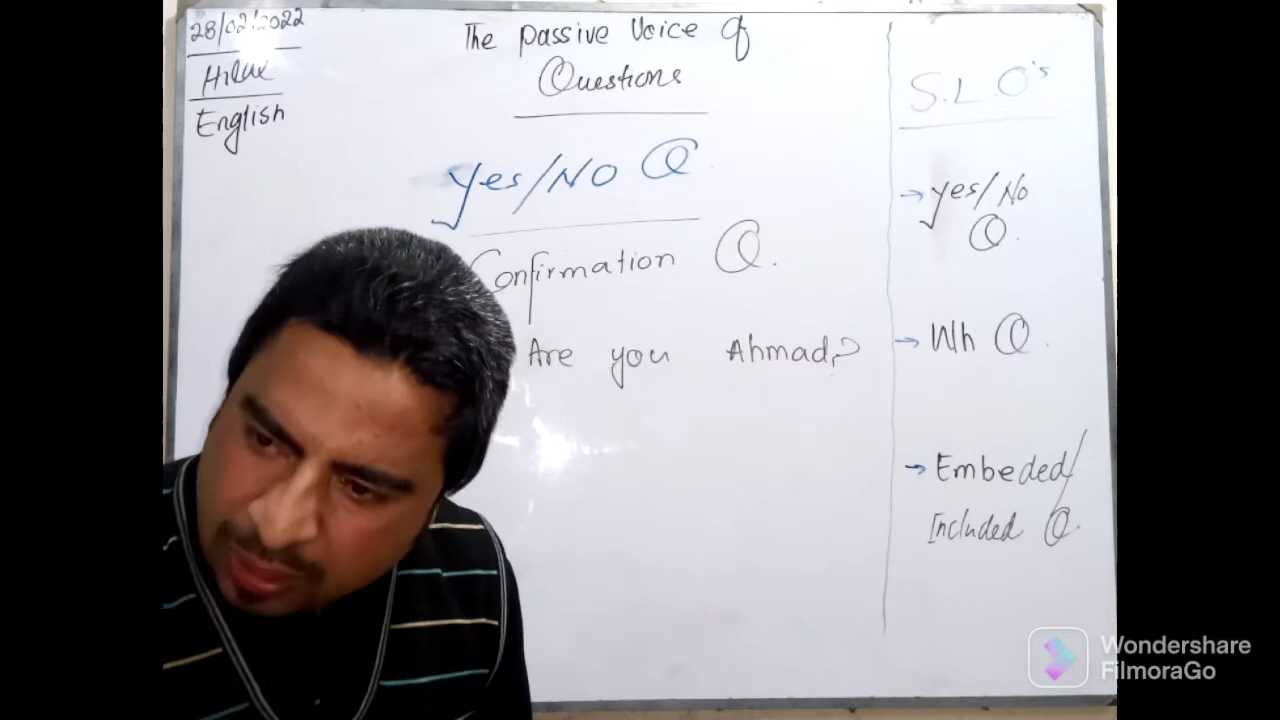 28/02/2022
English
The Passive Voice of
Questions
Yes/NO Q.
Confirmation Q.
Are you Ahmad?
S.L.O's
→ Yes/No
Q.
→ Wh Q.
→ Embeded/
Included Q.
Wondershare
FilmoraGo